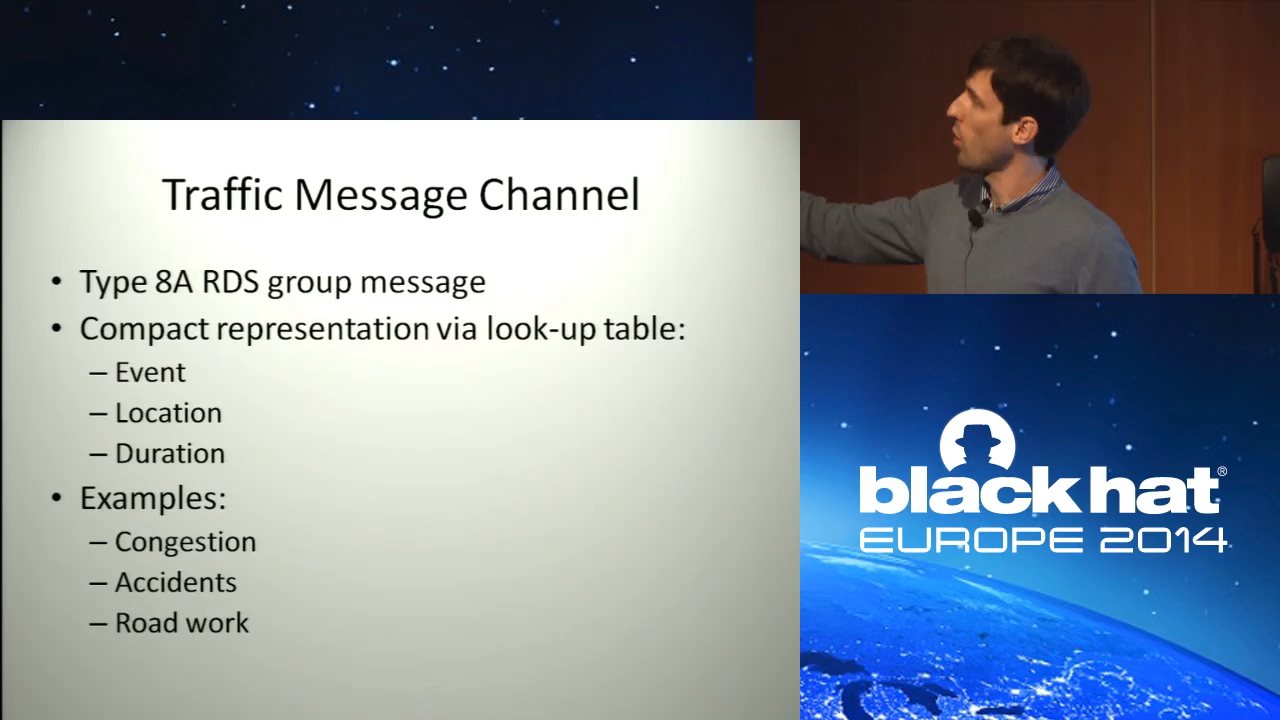 Traffic Message Channel
• Type 8A RDS group message
• Compact representation via look-up table:
– Event
– Location
– Duration
• Examples:
– Congestion
– Accidents
– Road work
black hat®
EUROPE 2014